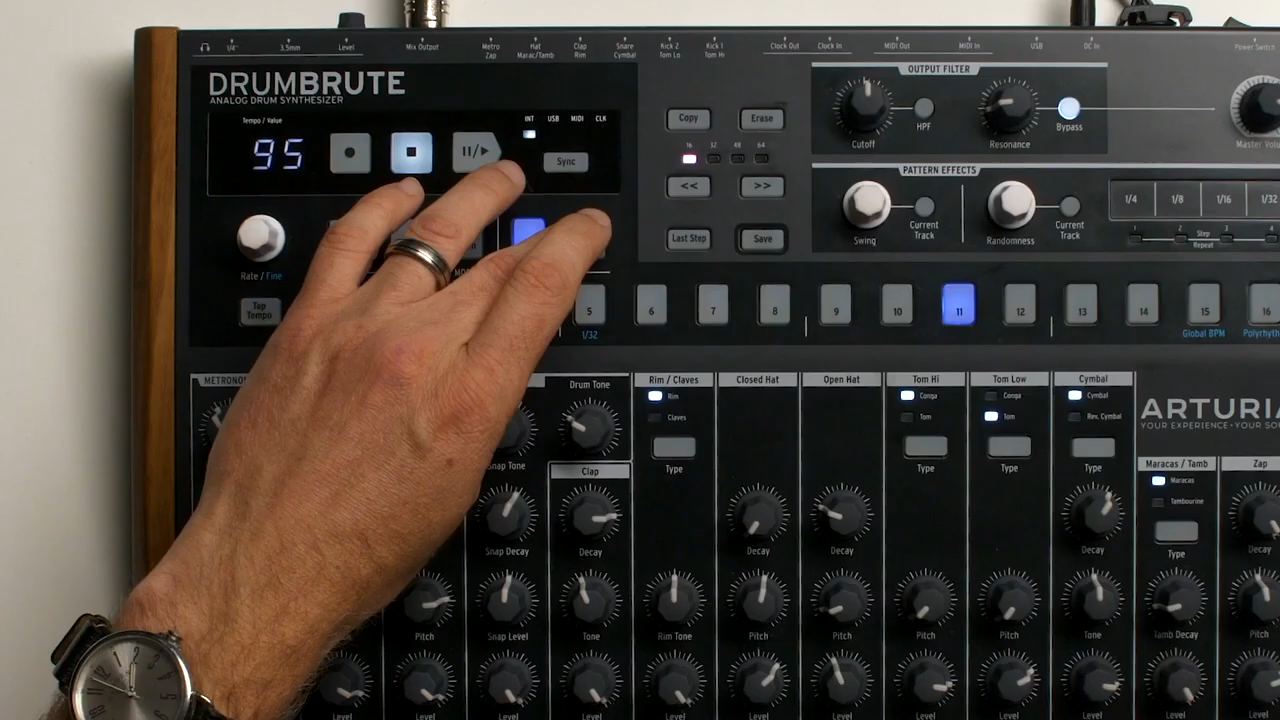 1/4" 3.5mm Level Mix Output Metro Zap Hat Marac/Tamb Clap Rim Snare Cymbal Kick 2 Tom Lo Kick 1 Tom Hi Clock Out Clock In MIDI Out MIDI In USB DC In Power Switch
DRUMBRUTE
ANALOG DRUM SYNTHESIZER
Tempo / Value
95
INT USB MIDI CLK
Sync
Copy Erase
16 32 48 64
<< >>
Last Step Save
OUTPUT FILTER
Cutoff HPF Resonance Bypass
Master Volu
PATTERN EFFECTS
Swing Current Track Randomness Current Track
1/4 1/8 1/16 1/32
1 2 3 4
Step Repeat
Rate / Fine
Tap Tempo
5 6 7 8 9 10 11 12 13 14 15 16
1/32 Global BPM Polyrhyth
METRONO
Drum Tone
Rim / Claves Closed Hat Open Hat Tom Hi Tom Low Cymbal
Rim Conga Conga Cymbal
Claves Tom Tom Rev. Cymbal
Type Type Type Type
ARTURIA
YOUR EXPERIENCE • YOUR SOU
Snap Tone Clap
Maracas / Tamb Zap
Maracas
Tambourine
Snap Decay Decay Decay Decay Decay Type Decay
Pitch Snap Level Tone Rim Tone Pitch Pitch Pitch Pitch Tone Tamb Decay Pitch
Level Level Level Level Level Level Level Level Level Level Level Level